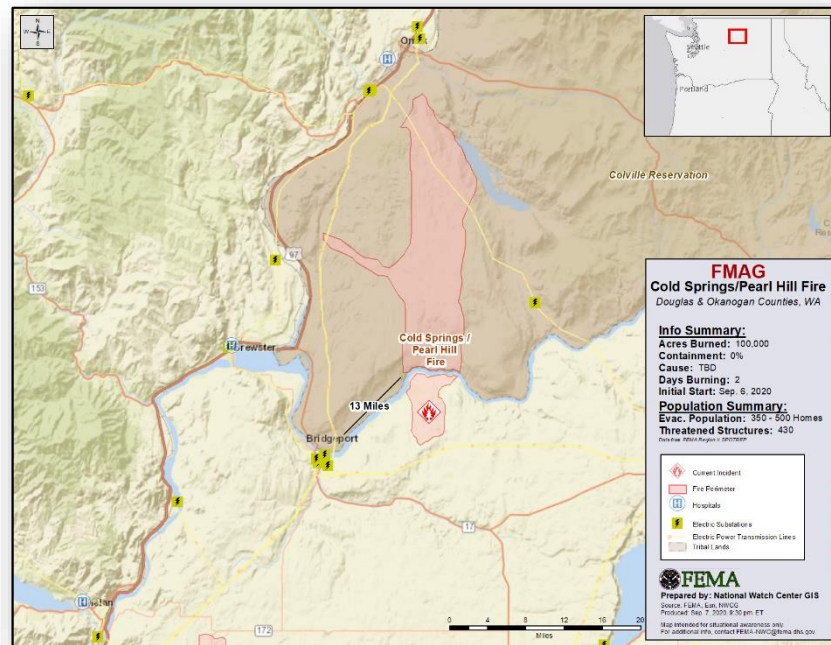 N
W
E
S
Seattle
Portland
Colville Reservation
97
153
Brewster
Cold Springs /
Pearl Hill
Fire
13 Miles
Bridgeport
17
172
0 2 4 8 12 16 20
Miles
FMAG
Cold Springs/Pearl Hill Fire
Douglas & Okanogan Counties, WA
Info Summary:
Acres Burned: 100,000
Containment: 0%
Cause: TBD
Days Burning: 2
Initial Start: Sep. 6, 2020
Population Summary:
Evac. Population: 350 - 500 Homes
Threatened Structures: 430
Current Incident
Fire Perimeter
Hospitals
Electric Substations
Electric Power Transmission Lines
Tribal Lands
FEMA
Prepared by: National Watch Center GIS
Source: FEMA, Esri, NWCG
Produced: Sep. 7, 2020, 9:30 pm. ET
Map intended for situational awareness only.
For additional info, contact FEMA-NWC@fema.dhs.gov